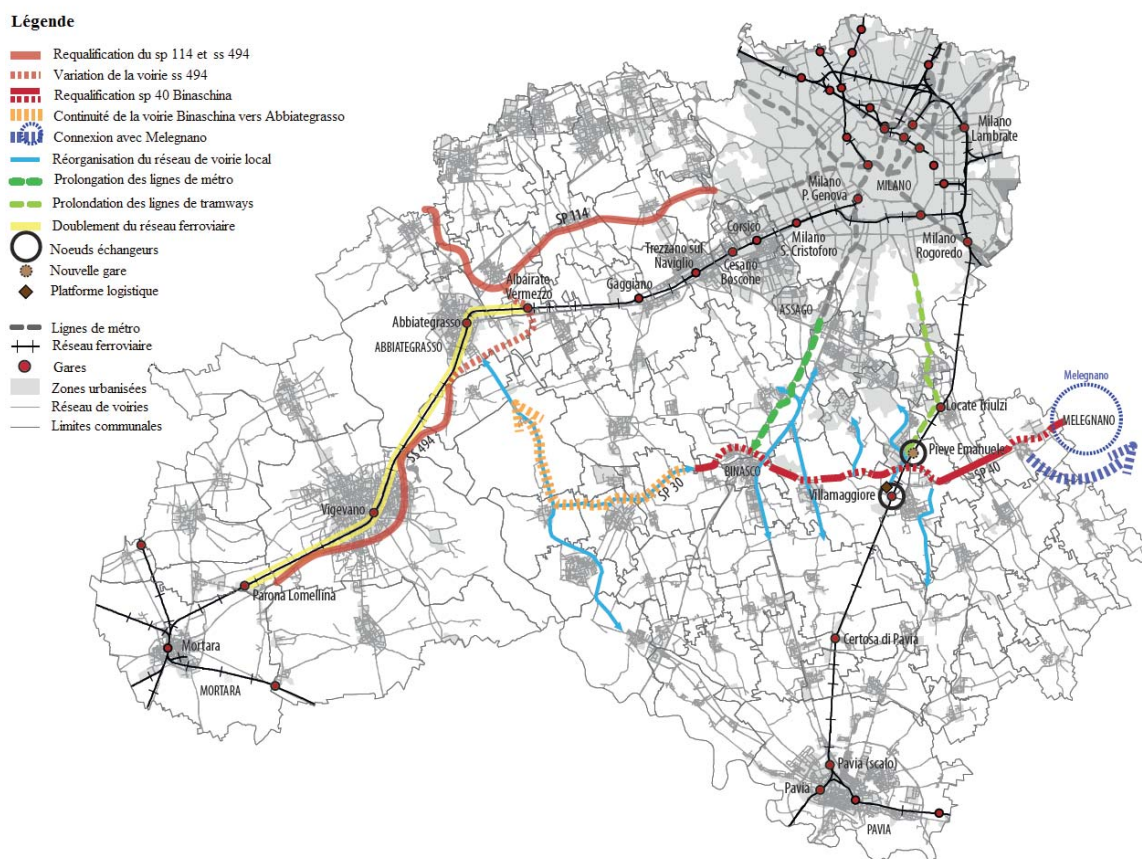 Légende
Requalification du sp 114 et ss 494
Variation de la voirie ss 494
Requalification sp 40 Binaschina
Continuité de la voirie Binaschina vers Abbiategrasso
Connexion avec Melegnano
Réorganisation du réseau de voirie local
Prolongation des lignes de métro
Prolondation des lignes de tramways
Doublement du réseau ferroviaire
Noeuds échangeurs
Nouvelle gare
Platforme logistique
Lignes de métro
Réseau ferroviaire
Gares
Zones urbanisées
Réseau de voiries
Limites communales
Milano
Lambrate
Milano
P. Genova
MILANO
SP 114
Corsico
Milano
S. Cristoforo
Milano
Rogoredo
Trezzano sul
Naviglio
Cesano
Boscone
Albairate
Vermezzo
Gaggiano
ASSAGO
Abbiategrasso
ABBIATEGRASSO
Melegnano
Locate Triulzi
MELEGNANO
SS 494
Pieve Emanuele
BINASCO
SP 40
SP 30
Villamaggiore
Vigevano
Parona Lomellina
Certosa di Pavia
Mortara
MORTARA
Pavia (scalo)
Pavia
PAVIA